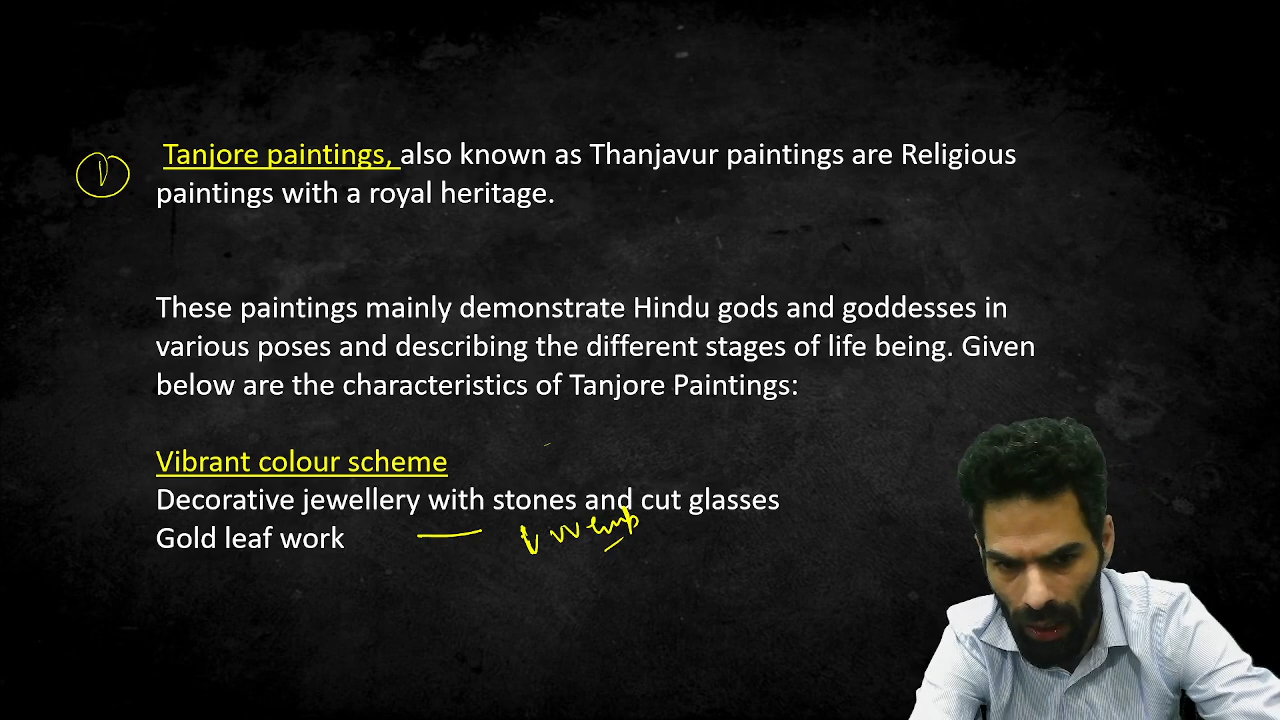 Tanjore paintings, also known as Thanjavur paintings are Religious
paintings with a royal heritage.
These paintings mainly demonstrate Hindu gods and goddesses in
various poses and describing the different stages of life being. Given
below are the characteristics of Tanjore Paintings:
Vibrant colour scheme
Decorative jewellery with stones and cut glasses
Gold leaf work